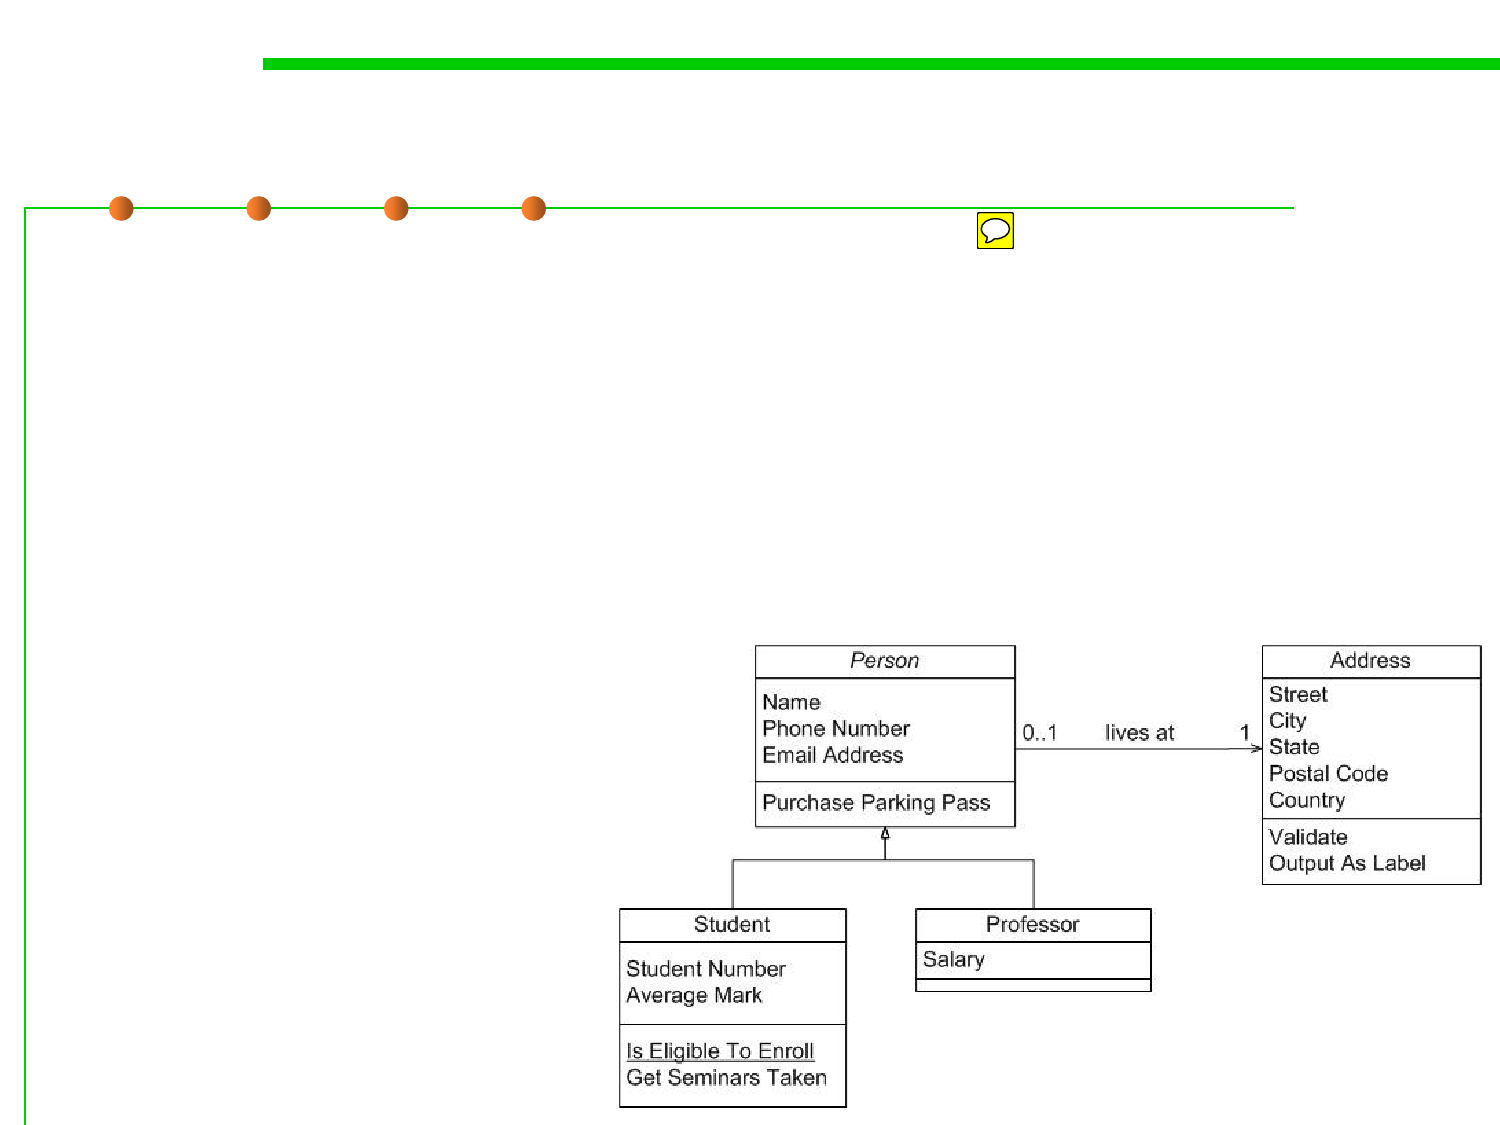 Person
Name
Phone Number
Email Address
Purchase Parking Pass
0..1 lives at 1
Address
Street
City
State
Postal Code
Country
Validate
Output As Label
Student
Student Number
Average Mark
Is Eligible To Enroll
Get Seminars Taken
Professor
Salary